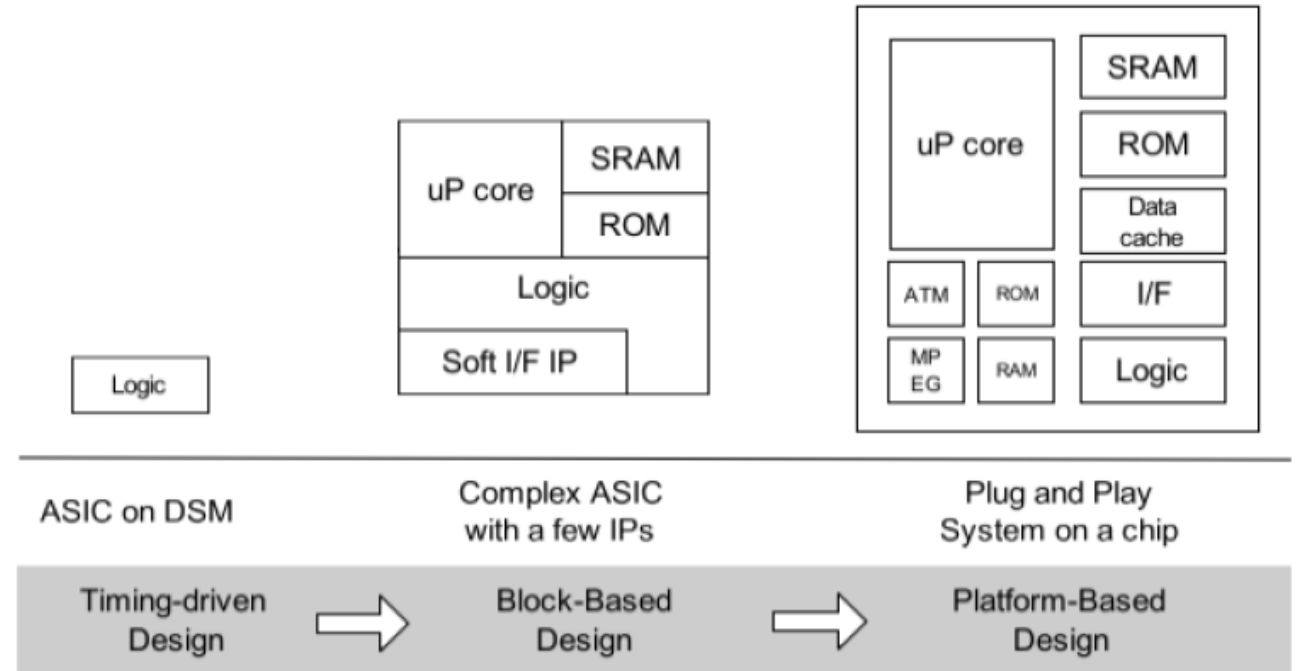 Logic
uP core
SRAM
ROM
Logic
Soft I/F IP
uP core
SRAM
ROM
Data
cache
ATM
ROM
I/F
MP
EG
RAM
Logic
ASIC on DSM
Complex ASIC
with a few IPs
Plug and Play
System on a chip
Timing-driven
Design
Block-Based
Design
Platform-Based
Design